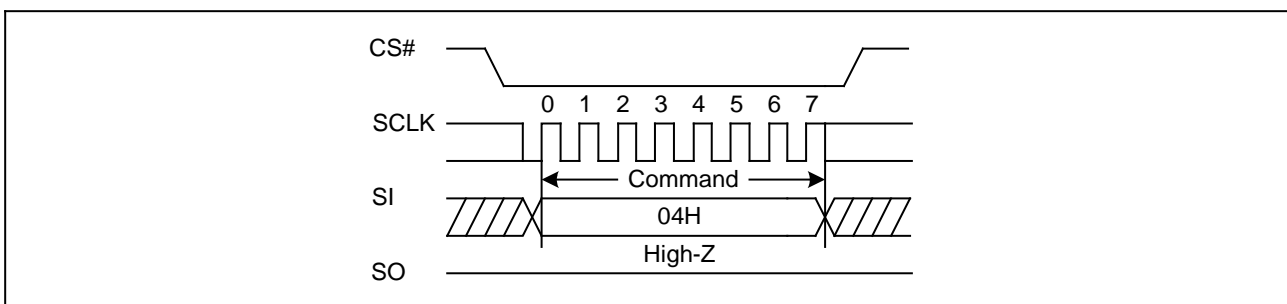 CS#
0 1 2 3 4 5 6 7
SCLK
Command
SI
04H
High-Z
SO